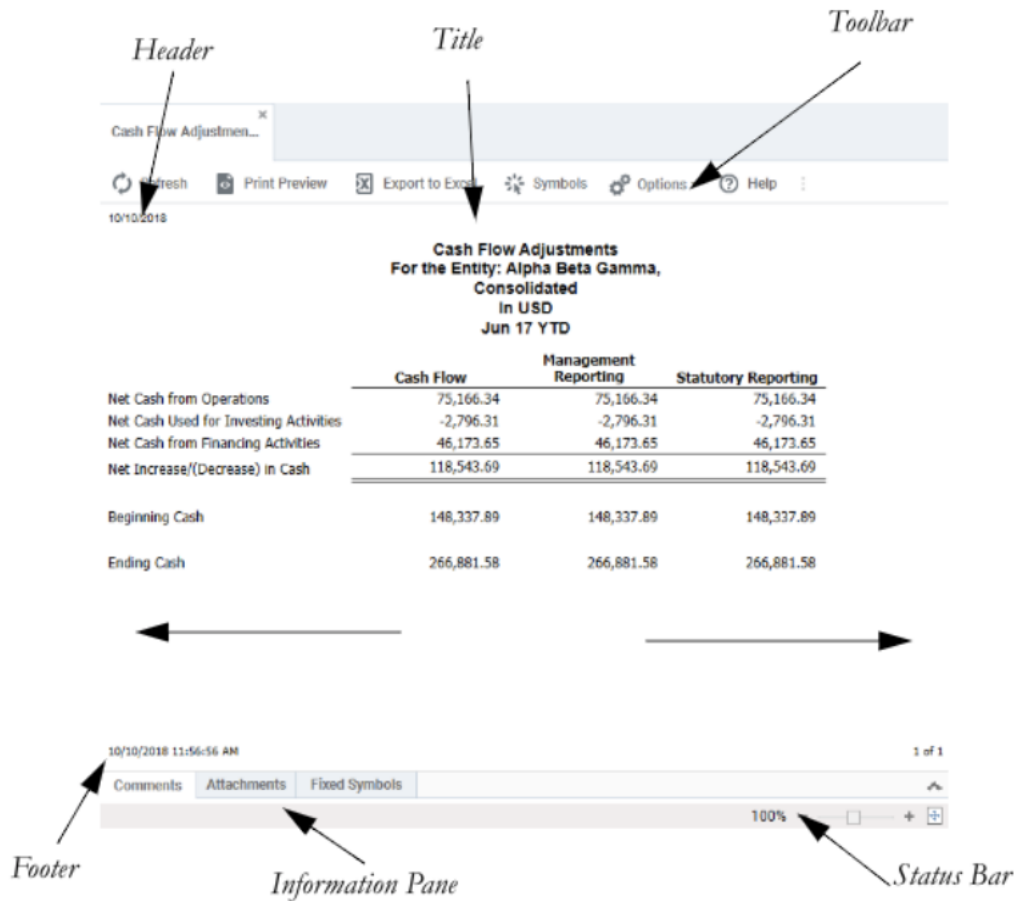 Header
Title
Toolbar
×
Cash Flow Adjustmen...
Refresh Print Preview Export to Excel Symbols Options Help
10/10/2018
Cash Flow Adjustments
For the Entity: Alpha Beta Gamma,
Consolidated
In USD
Jun 17 YTD
Management
Cash Flow Reporting Statutory Reporting
Net Cash from Operations 75,166.34 75,166.34 75,166.34
Net Cash Used for Investing Activities -2,796.31 -2,796.31 -2,796.31
Net Cash from Financing Activities 46,173.65 46,173.65 46,173.65
Net Increase/(Decrease) in Cash 118,543.69 118,543.69 118,543.69
Beginning Cash 148,337.89 148,337.89 148,337.89
Ending Cash 266,881.58 266,881.58 266,881.58
10/10/2018 11:56:56 AM 1 of 1
Comments Attachments Fixed Symbols
100%
Footer
Information Pane
Status Bar